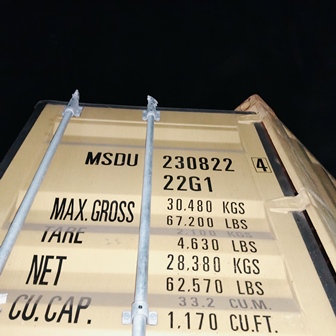 MSDU 230822 4
22G1
MAX. GROSS 30.480 KGS
67.200 LBS
TARE 2.100 KGS
4.630 LBS
NET 28.380 KGS
62.570 LBS
CU. CAP. 33.2 CU.M.
1,170 CU.FT.